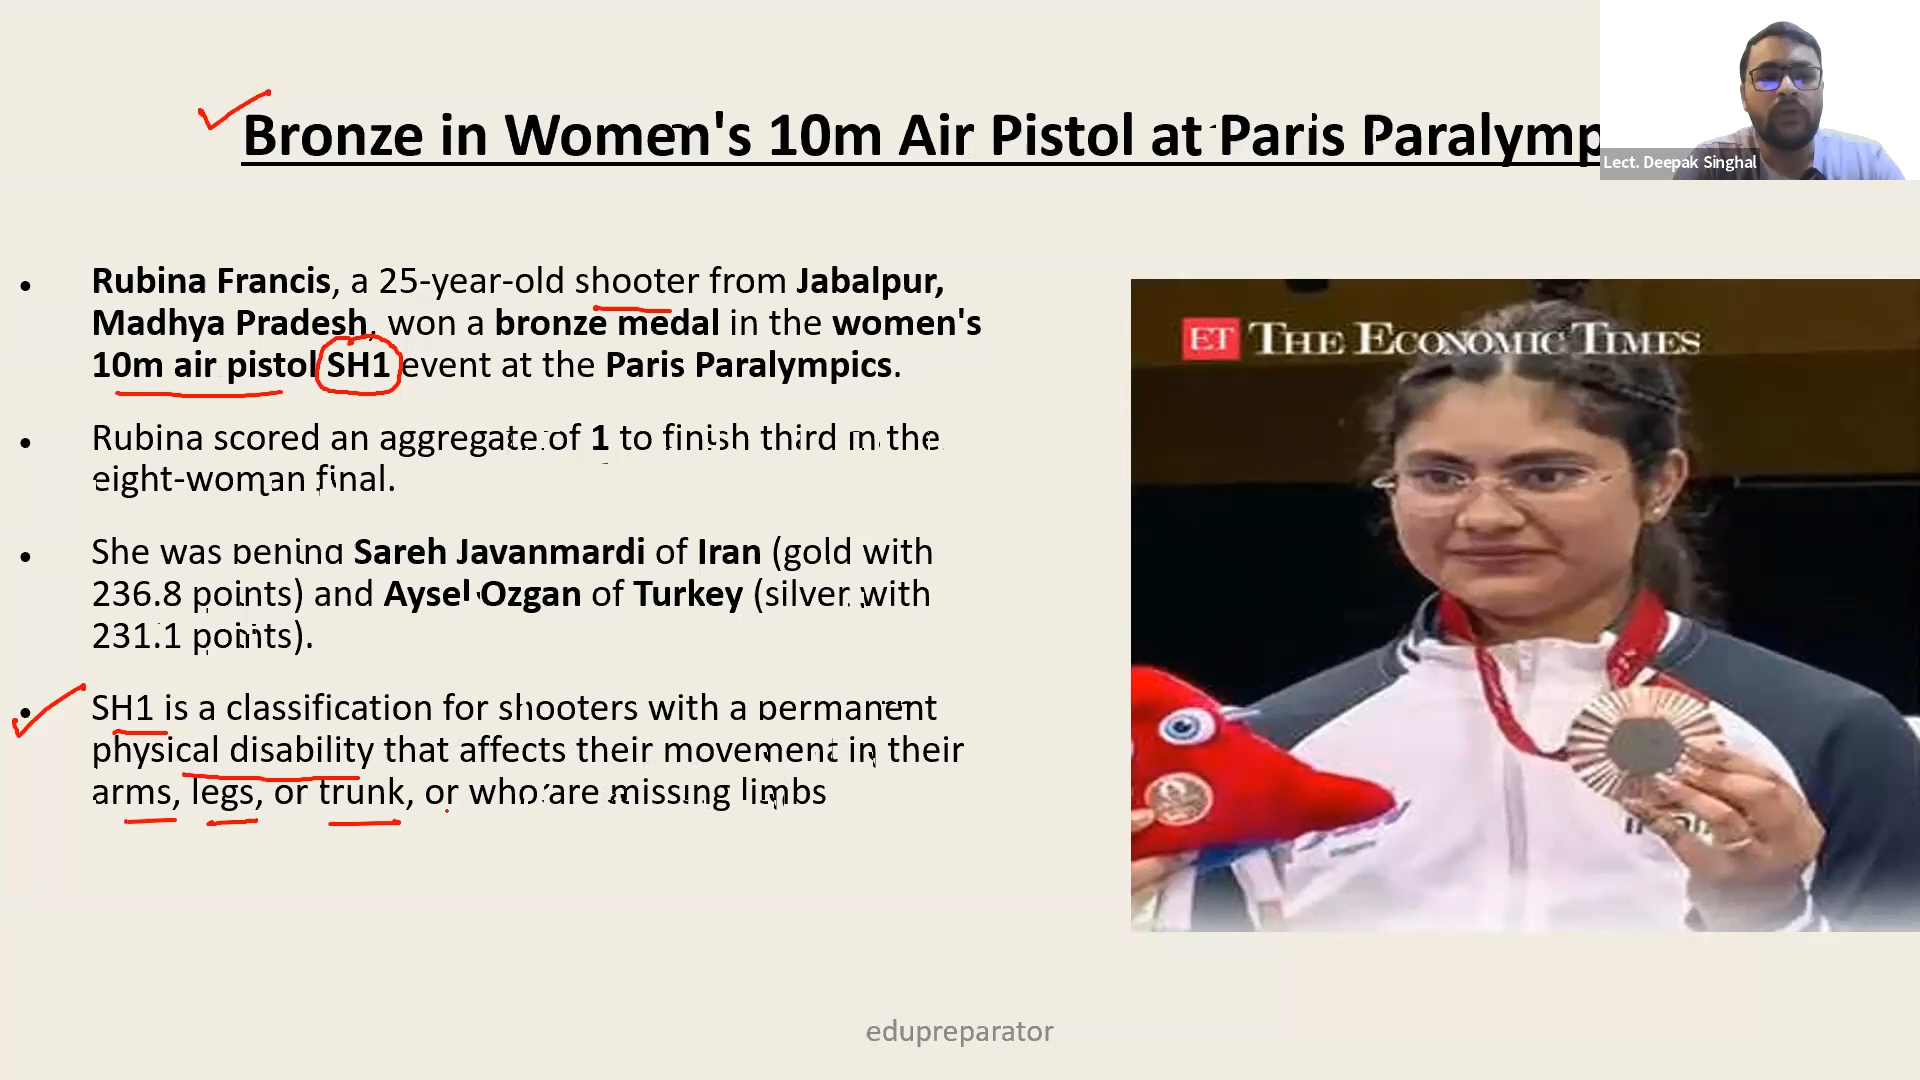 Bronze in Women's 10m Air Pistol at Paris Paralymp
Lect. Deepak Singhal
Rubina Francis, a 25-year-old shooter from Jabalpur,
Madhya Pradesh, won a bronze medal in the women's
10m air pistol SH1 event at the Paris Paralympics.
Rubina scored an aggregate of 1 to finish third in the
eight-woman final.
She was behind Sareh Javanmardi of Iran (gold with
236.8 points) and Aysel Ozgan of Turkey (silver with
231.1 points).
SH1 is a classification for shooters with a permanent
physical disability that affects their movement in their
arms, legs, or trunk, or who are missing limbs
ET THE ECONOMIC TIMES
edupreparator